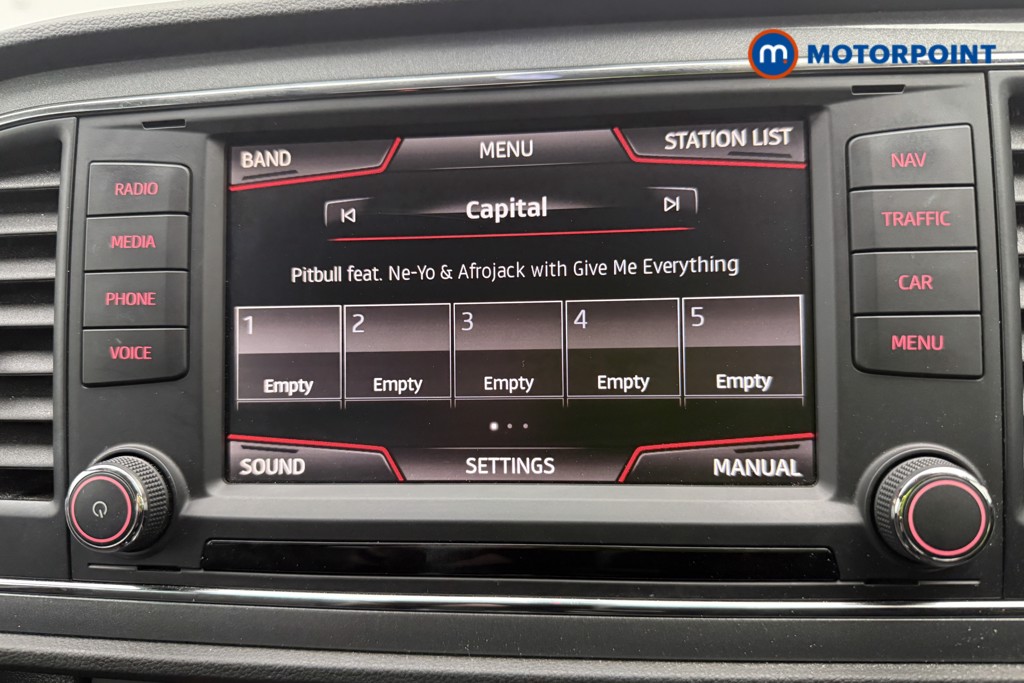 m MOTORPOINT
BAND
MENU
STATION LIST
RADIO
MEDIA
PHONE
VOICE
Capital
Pitbull feat. Ne-Yo & Afrojack with Give Me Everything
1 2 3 4 5
Empty Empty Empty Empty Empty
SOUND
SETTINGS
MANUAL
NAV
TRAFFIC
CAR
MENU